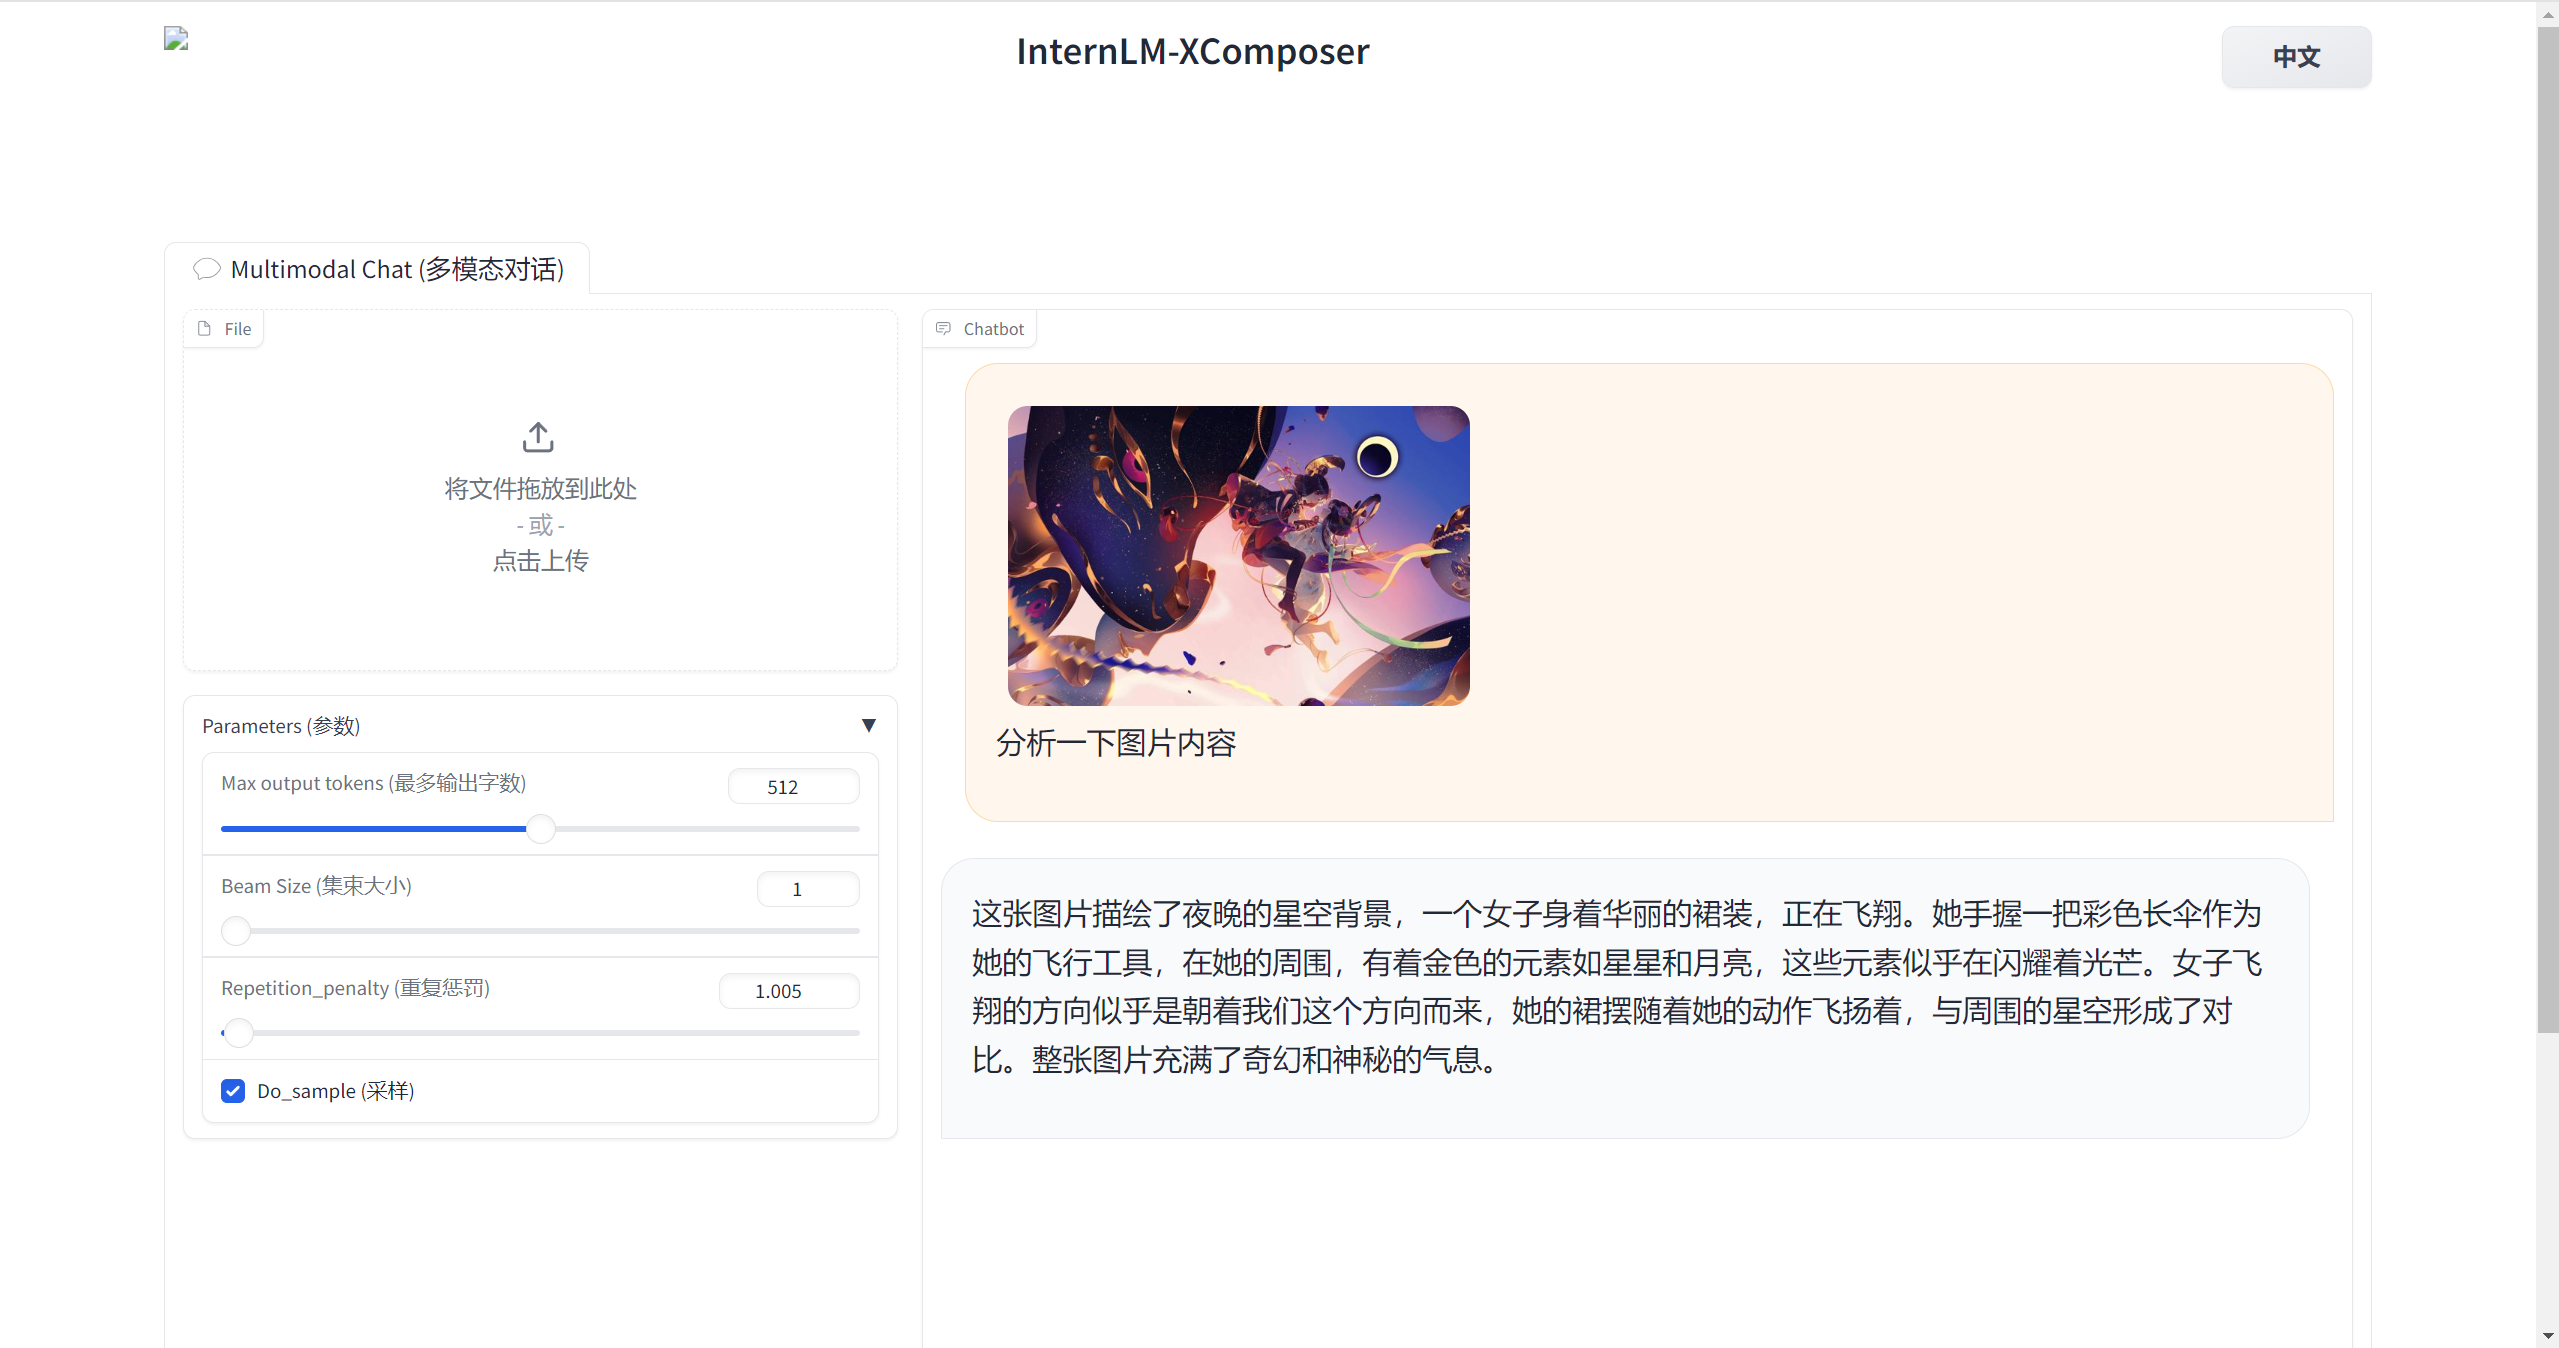 InternLM-XComposer
中文
Multimodal Chat (多模态对话)
File
将文件拖放到此处
- 或 -
点击上传
Parameters (参数)
Max output tokens (最多输出字数)
512
Beam Size (集束大小)
1
Repetition_penalty (重复惩罚)
1.005
Do_sample (采样)
Chatbot
分析一下图片内容
这张图片描绘了夜晚的星空背景，一个女子身着华丽的裙装，正在飞翔。她手握一把彩色长伞作为
她的飞行工具，在她的周围，有着金色的元素如星星和月亮，这些元素似乎在闪耀着光芒。女子飞
翔的方向似乎是朝着我们这个方向而来，她的裙摆随着她的动作飞扬着，与周围的星空形成了对
比。整张图片充满了奇幻和神秘的气息。